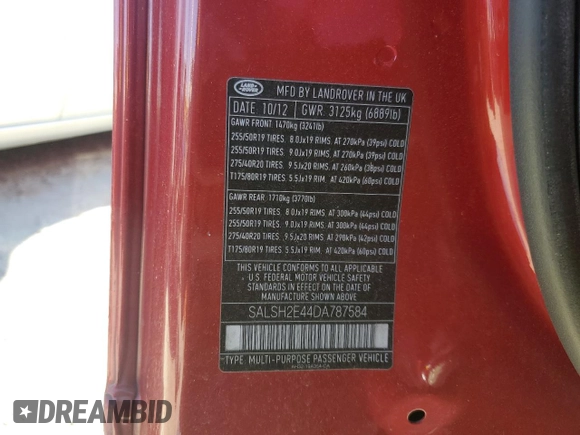 LAND ROVER
MFD BY LANDROVER IN THE UK
DATE 10/12 GWR. 3125kg (6889lb)
GAWR FRONT: 1470kg (3241lb)
255/50R19 TIRES. 8.0Jx19 RIMS. AT 270kPa (39psi) COLD
255/50R19 TIRES. 9.0Jx19 RIMS. AT 270kPa (39psi) COLD
275/40R20 TIRES. 9.5Jx20 RIMS. AT 260kPa (38psi) COLD
T175/80R19 TIRES. 5.5Jx19 RIM. AT 420kPa (60psi) COLD
GAWR REAR: 1710kg (3770lb)
255/50R19 TIRES. 8.0Jx19 RIMS. AT 300kPa (44psi) COLD
255/50R19 TIRES. 9.0Jx19 RIMS. AT 300kPa (44psi) COLD
275/40R20 TIRES. 9.5Jx20 RIMS. AT 290kPa (42psi) COLD
T175/80R19 TIRES. 5.5Jx19 RIM. AT 420kPa (60psi) COLD
THIS VEHICLE CONFORMS TO ALL APPLICABLE
U.S. FEDERAL MOTOR VEHICLE SAFETY
STANDARDS IN EFFECT ON THE DATE OF
MANUFACTURE SHOWN ABOVE.
SALSH2E44DA787584
TYPE: MULTI-PURPOSE PASSENGER VEHICLE
DREAMBID